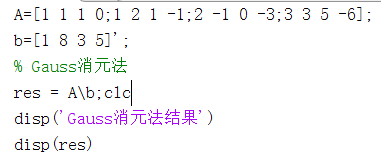 A=[1 1 1 0;1 2 1 -1;2 -1 0 -3;3 3 5 -6];
b=[1 8 3 5]';
% Gauss消元法
res = A\b;clc
disp('Gauss消元法结果')
disp(res)